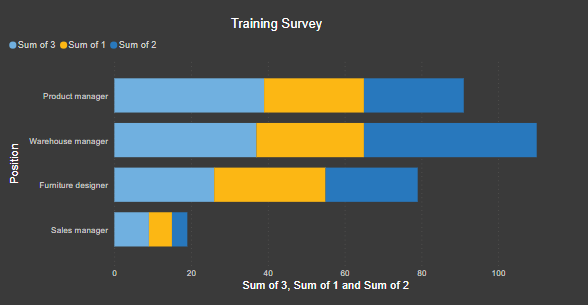 Training Survey
Sum of 3 Sum of 1 Sum of 2
Product manager
Warehouse manager
Furniture designer
Sales manager
Position
0 20 40 60 80 100
Sum of 3, Sum of 1 and Sum of 2